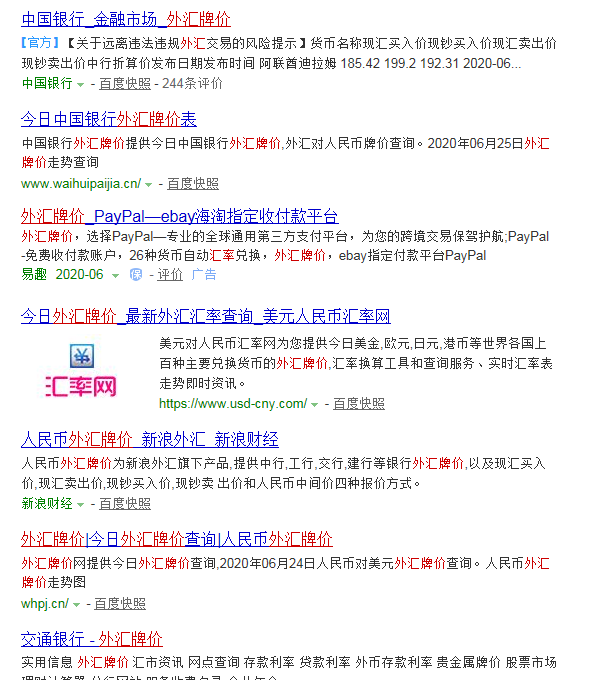 中国银行_金融市场_外汇牌价
【官方】【关于远离违法违规外汇交易的风险提示】货币名称现汇买入价现钞买入价现汇卖出价
现钞卖出价中行折算价发布日期发布时间 阿联酋迪拉姆 185.42 199.2 192.31 2020-06...
中国银行 - 百度快照 - 244条评价
今日中国银行外汇牌价表
中国银行外汇牌价提供今日中国银行外汇牌价,外汇对人民币牌价查询。2020年06月25日外汇
牌价走势查询
www.waihuipaijia.cn/ - 百度快照
外汇牌价_PayPal—ebay海淘指定收付款平台
外汇牌价，选择PayPal—专业的全球通用第三方支付平台，为您的跨境交易保驾护航;PayPal
-免费收付款账户，26种货币自动汇率兑换，外汇牌价，ebay指定付款平台PayPal
易趣 2020-06 保 - 评价 广告
今日外汇牌价_最新外汇汇率查询_美元人民币汇率网
汇率网
美元对人民币汇率网为您提供今日美金,欧元,日元,港币等世界各国上
百种主要兑换货币的外汇牌价,汇率换算工具和查询服务、实时汇率表
走势即时资讯。
https://www.usd-cny.com/ - 百度快照
人民币外汇牌价_新浪外汇_新浪财经
人民币外汇牌价为新浪外汇旗下产品,提供中行,工行,交行,建行等银行外汇牌价,以及现汇买入
价,现汇卖出价,现钞买入价,现钞卖 出价和人民币中间价四种报价方式。
新浪财经 - 百度快照
外汇牌价|今日外汇牌价查询|人民币外汇牌价
外汇牌价网提供今日外汇牌价查询,2020年06月24日人民币对美元外汇牌价查询。人民币外汇
牌价走势图
whpj.cn/ - 百度快照
交通银行 - 外汇牌价
实用信息 外汇牌价 汇市资讯 网点查询 存款利率 贷款利率 外币存款利率 贵金属牌价 股票市场